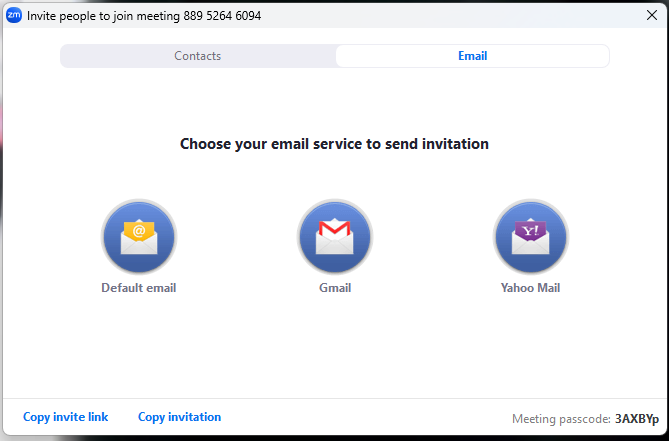 zm Invite people to join meeting 889 5264 6094
Contacts Email
Choose your email service to send invitation
@ Y!
Default email Gmail Yahoo Mail
Copy invite link Copy invitation Meeting passcode: 3AXBYp